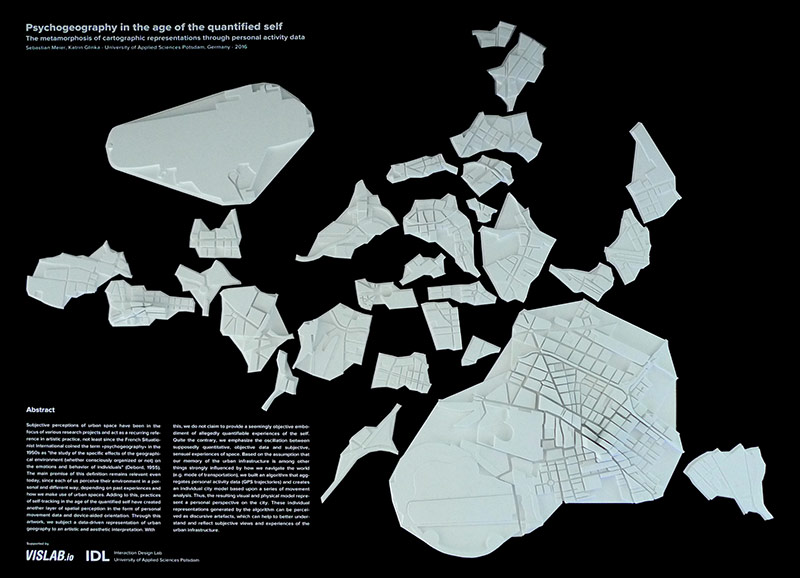 Psychogeography in the age of the quantified self
The metamorphosis of cartographic representations through personal activity data
Sebastian Meier, Katrin Glinka · University of Applied Sciences Potsdam, Germany · 2016
Abstract
Subjective perceptions of urban space have been in the
focus of various research projects and act as a recurring refe-
rence in artistic practice, not least since the French Situatio-
nist International coined the term »psychogeography« in the
1950s as "the study of the specific effects of the geographi-
cal environment (whether consciously organized or not) on
the emotions and behavior of individuals" (Debord, 1955).
The main promise of this definition remains relevant even
today, since each of us perceive their environment in a per-
sonal and different way, depending on past experiences and
how we make use of urban spaces. Adding to this, practices
of self-tracking in the age of the quantified self have created
another layer of spatial perception in the form of personal
movement data and device-aided orientation. Through this
artwork, we subject a data-driven representation of urban
geography to an artistic and aesthetic interpretation. With
this, we do not claim to provide a seemingly objective embo-
diment of allegedly quantifiable experiences of the self.
Quite the contrary, we emphasize the oscillation between
supposedly quantitative, objective data and subjective,
sensual experiences of space. Based on the assumption that
our memory of the urban infrastructure is among other
things strongly influenced by how we navigate the world
(e.g. mode of transportation), we built an algorithm that agg-
regates personal activity data (GPS trajectories) and creates
an individual city model based upon a series of movement
analysis. Thus, the resulting visual and physical model repre-
sent a personal perspective on the city. These individual
representations generated by the algorithm can be percei-
ved as discursive artefacts, which can help to better under-
stand and reflect subjective views and experiences of the
urban infrastructure.
Supported by
VISLAB.io IDL Interaction Design Lab
University of Applied Sciences Potsdam